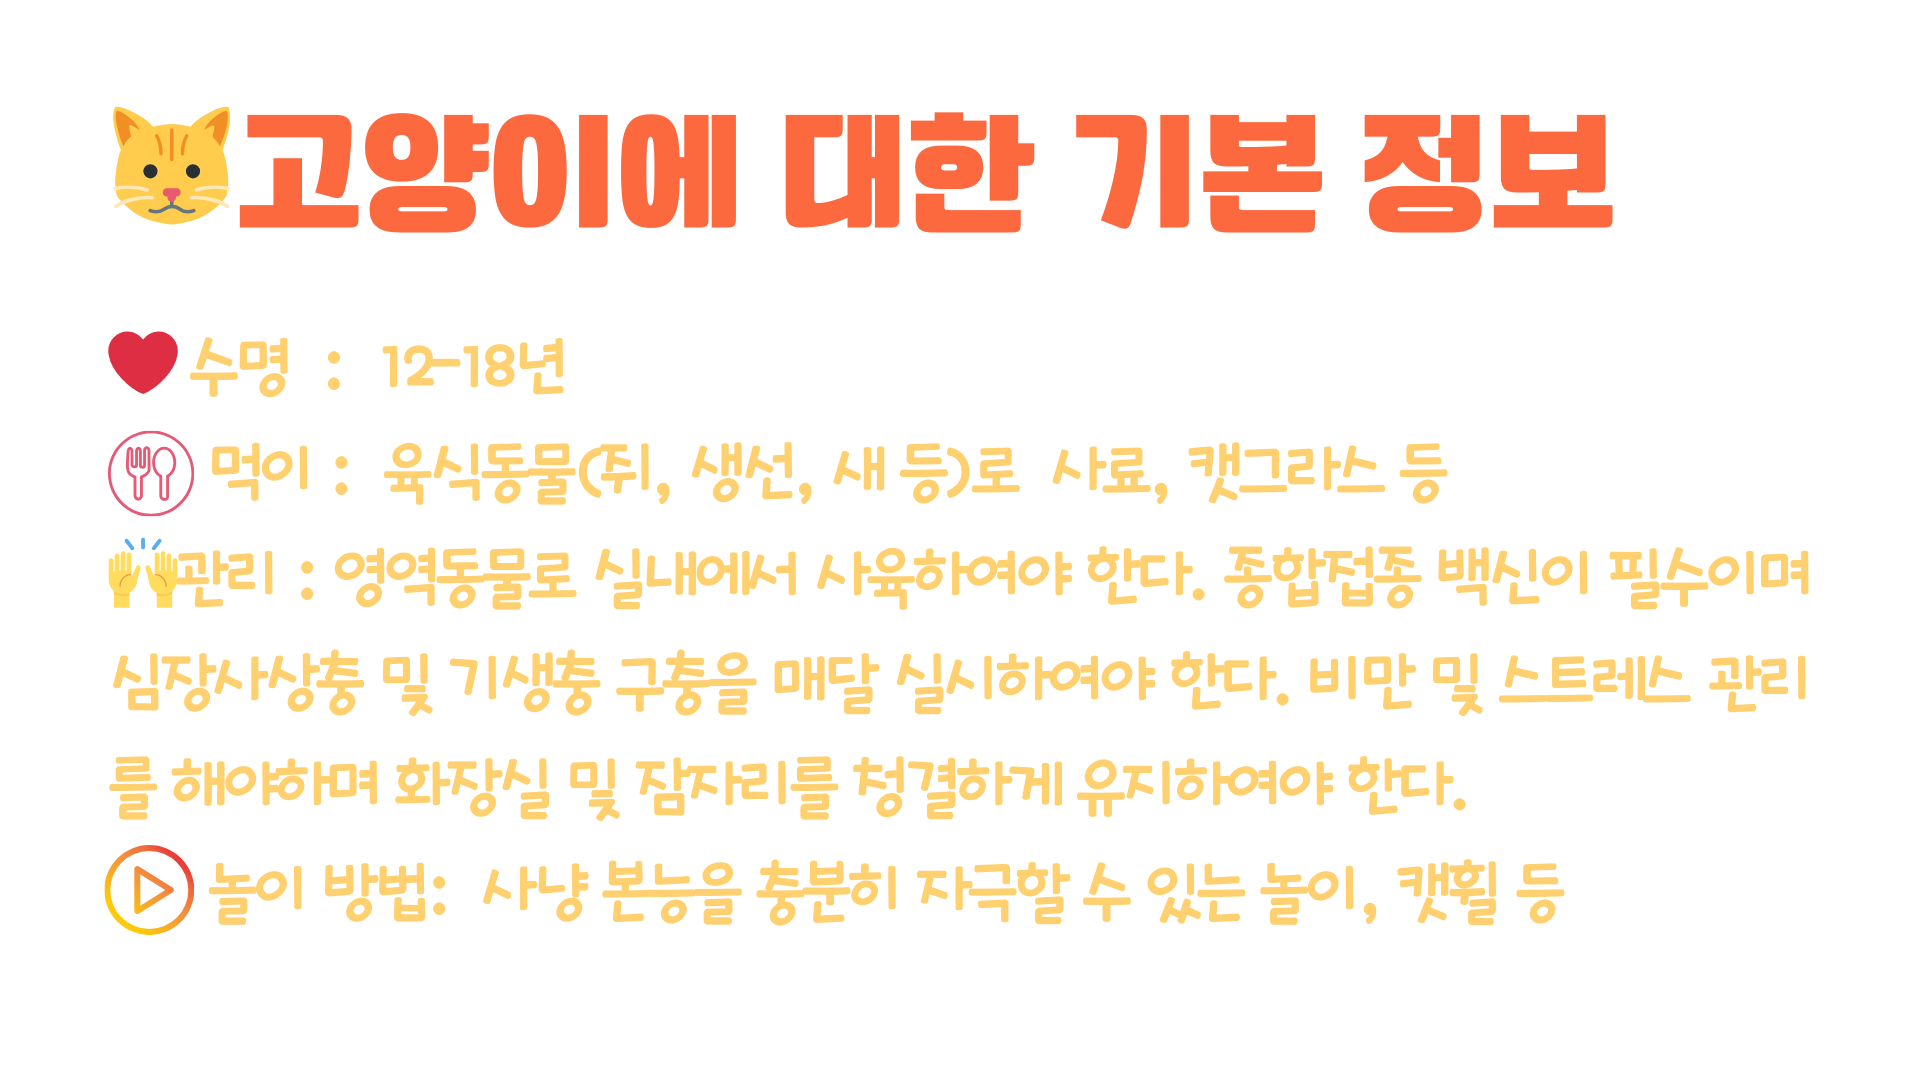 고양이에 대한 기본 정보
수명 : 12-18년
먹이 : 육식동물(쥐, 생선, 새 등)로 사료, 캣그라스 등
관리 : 영역동물로 실내에서 사육하여야 한다. 종합접종 백신이 필수이며
심장사상충 및 기생충 구충을 매달 실시하여야 한다. 비만 및 스트레스 관리
를 해야하며 화장실 및 잠자리를 청결하게 유지하여야 한다.
놀이 방법: 사냥 본능을 충분히 자극할 수 있는 놀이, 캣휠 등